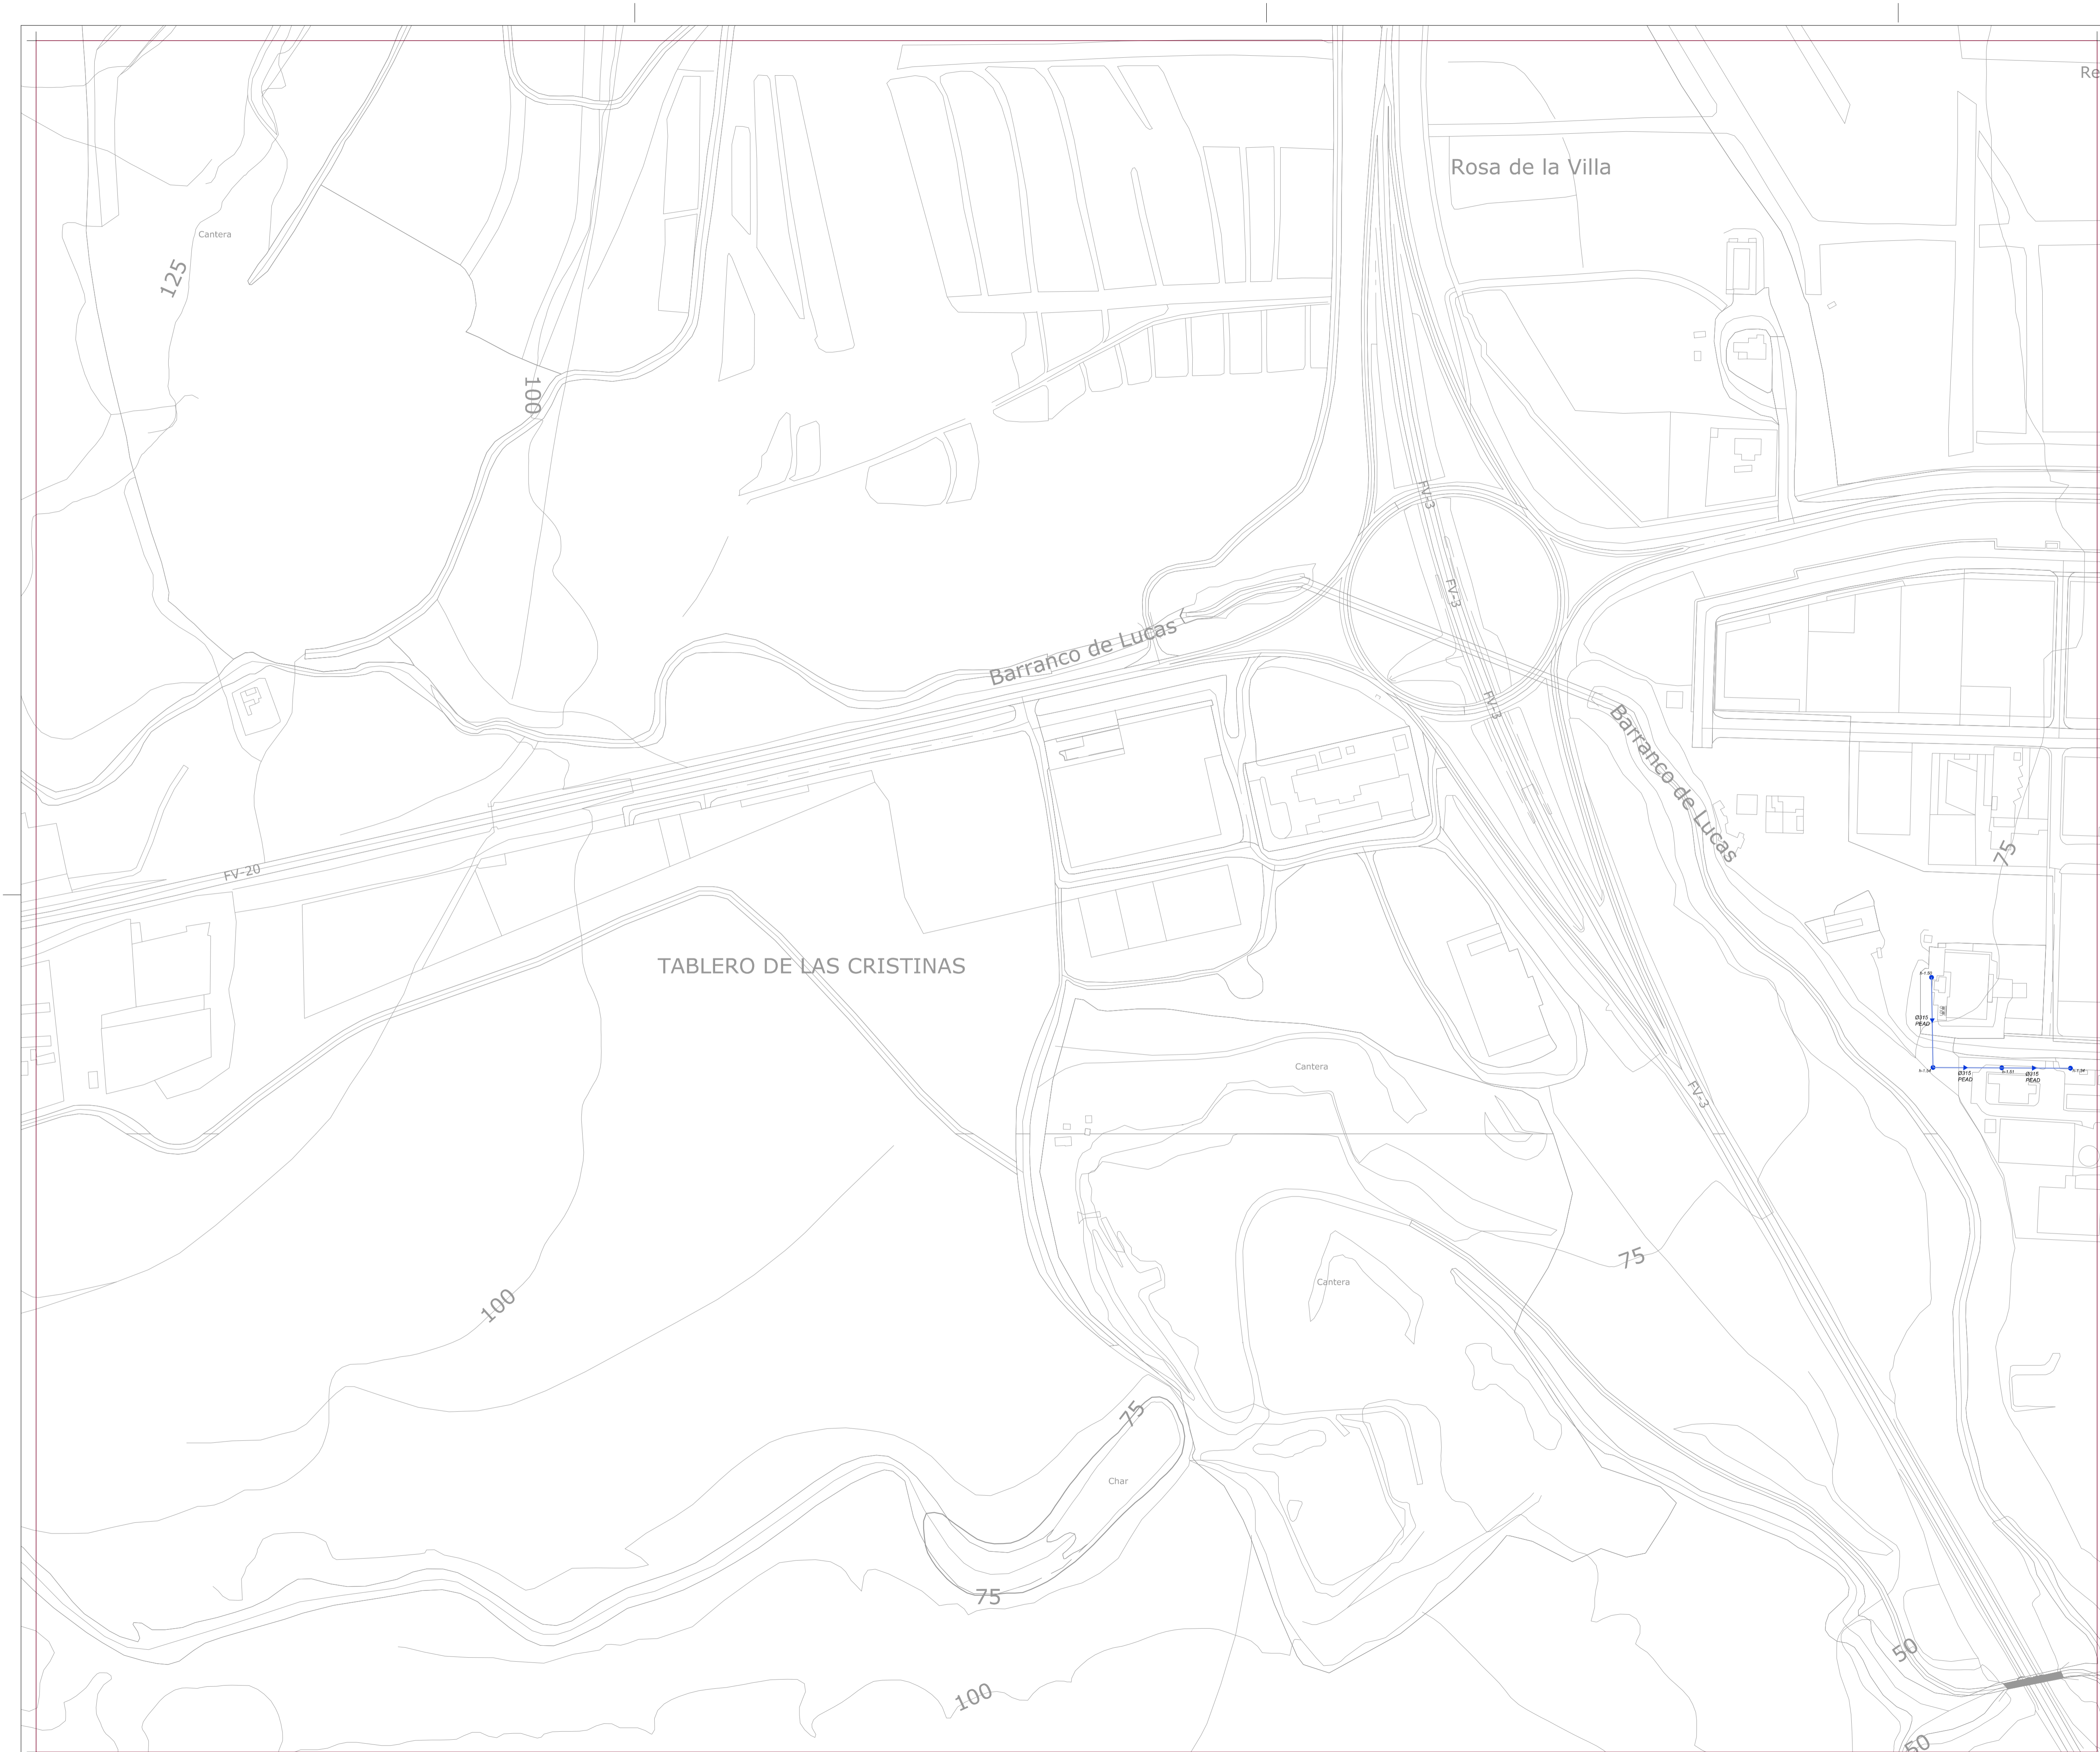 Re
Rosa de la Villa
Cantera
125
100
FV-3
FV-3
Barranco de Lucas
FV-3
Barranco de Lucas
75
FV-20
TABLERO DE LAS CRISTINAS
Ø315
PEAD
Cantera
Ø315
PEAD
Ø315
PEAD
FV-3
75
Cantera
100
75
Char
75
50
100
50